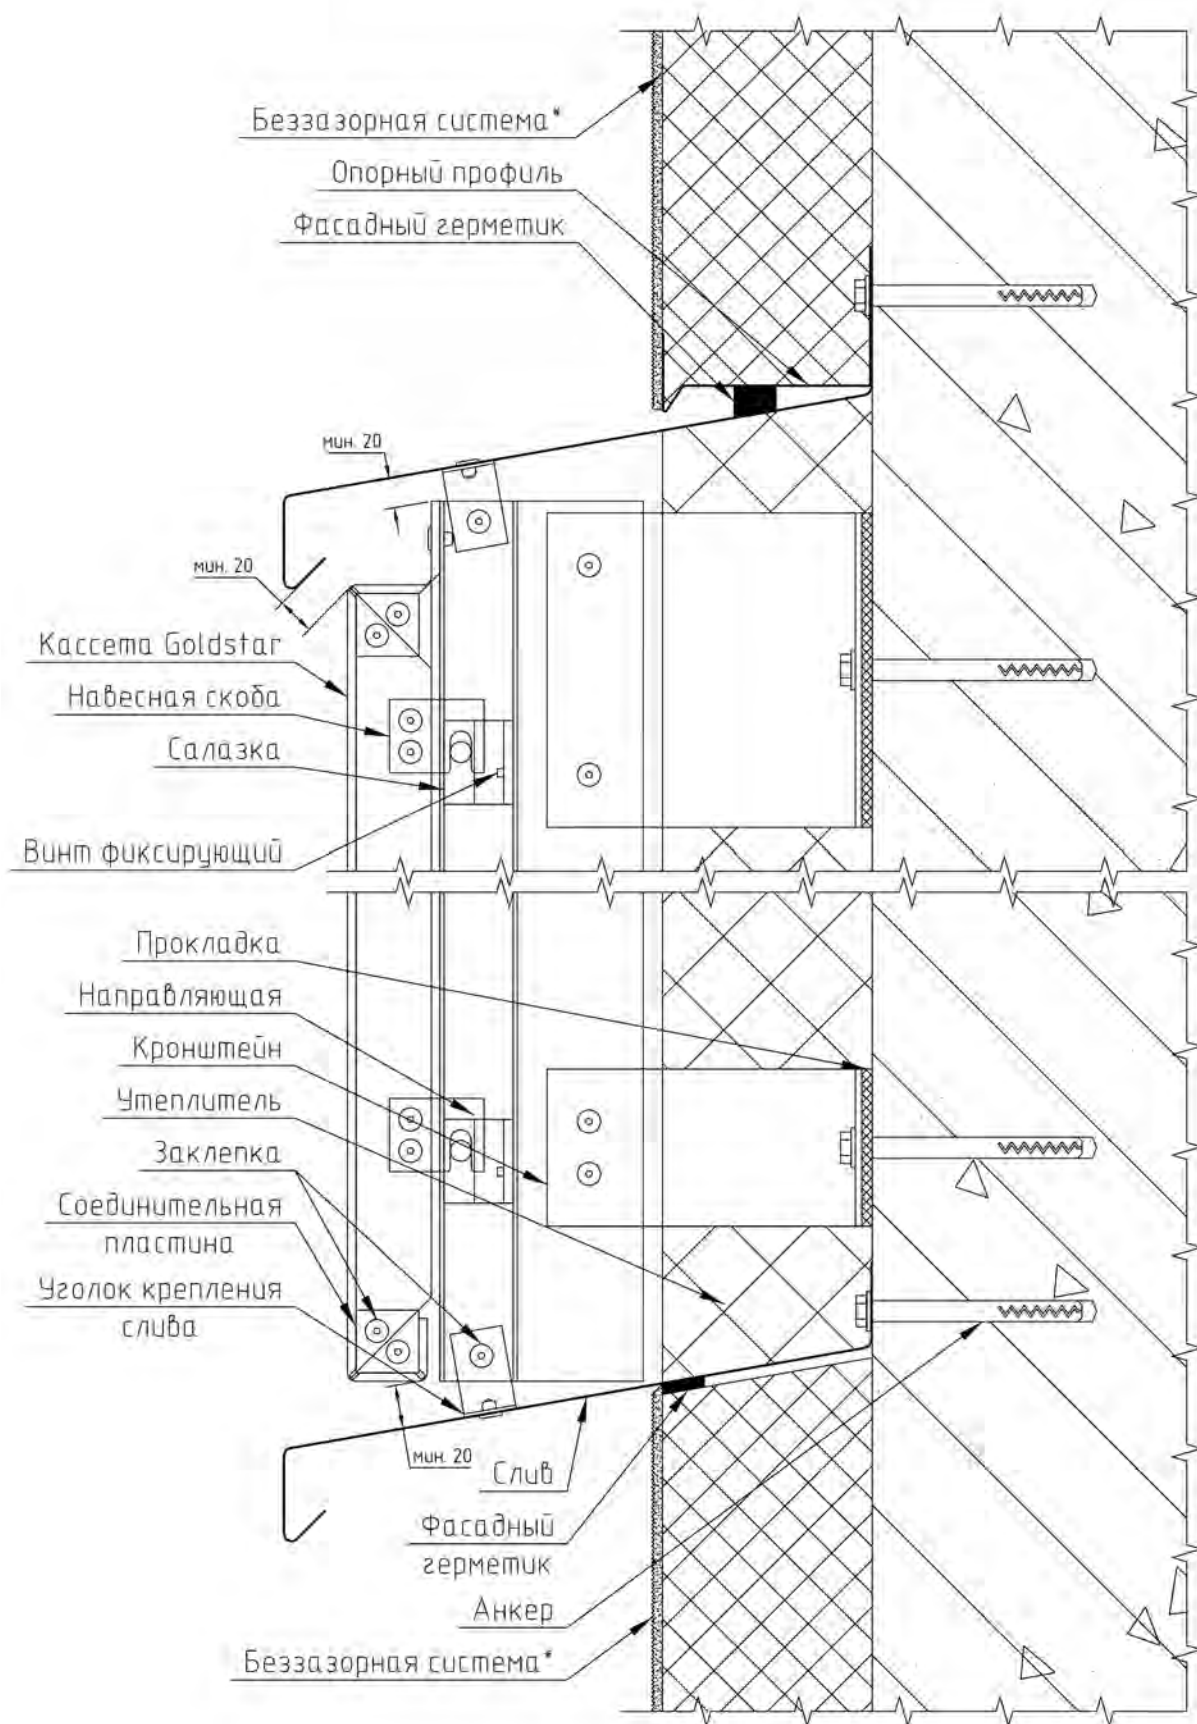 Беззазорная система*
Опорный профиль
Фасадный герметик
мин. 20
мин. 20
Кассета Goldstar
Навесная скоба
Салазка
Винт фиксирующий
Прокладка
Направляющая
Кронштейн
Утеплитель
Заклепка
Соединительная
пластина
Уголок крепления
слива
мин. 20
Слив
Фасадный
герметик
Анкер
Беззазорная система*